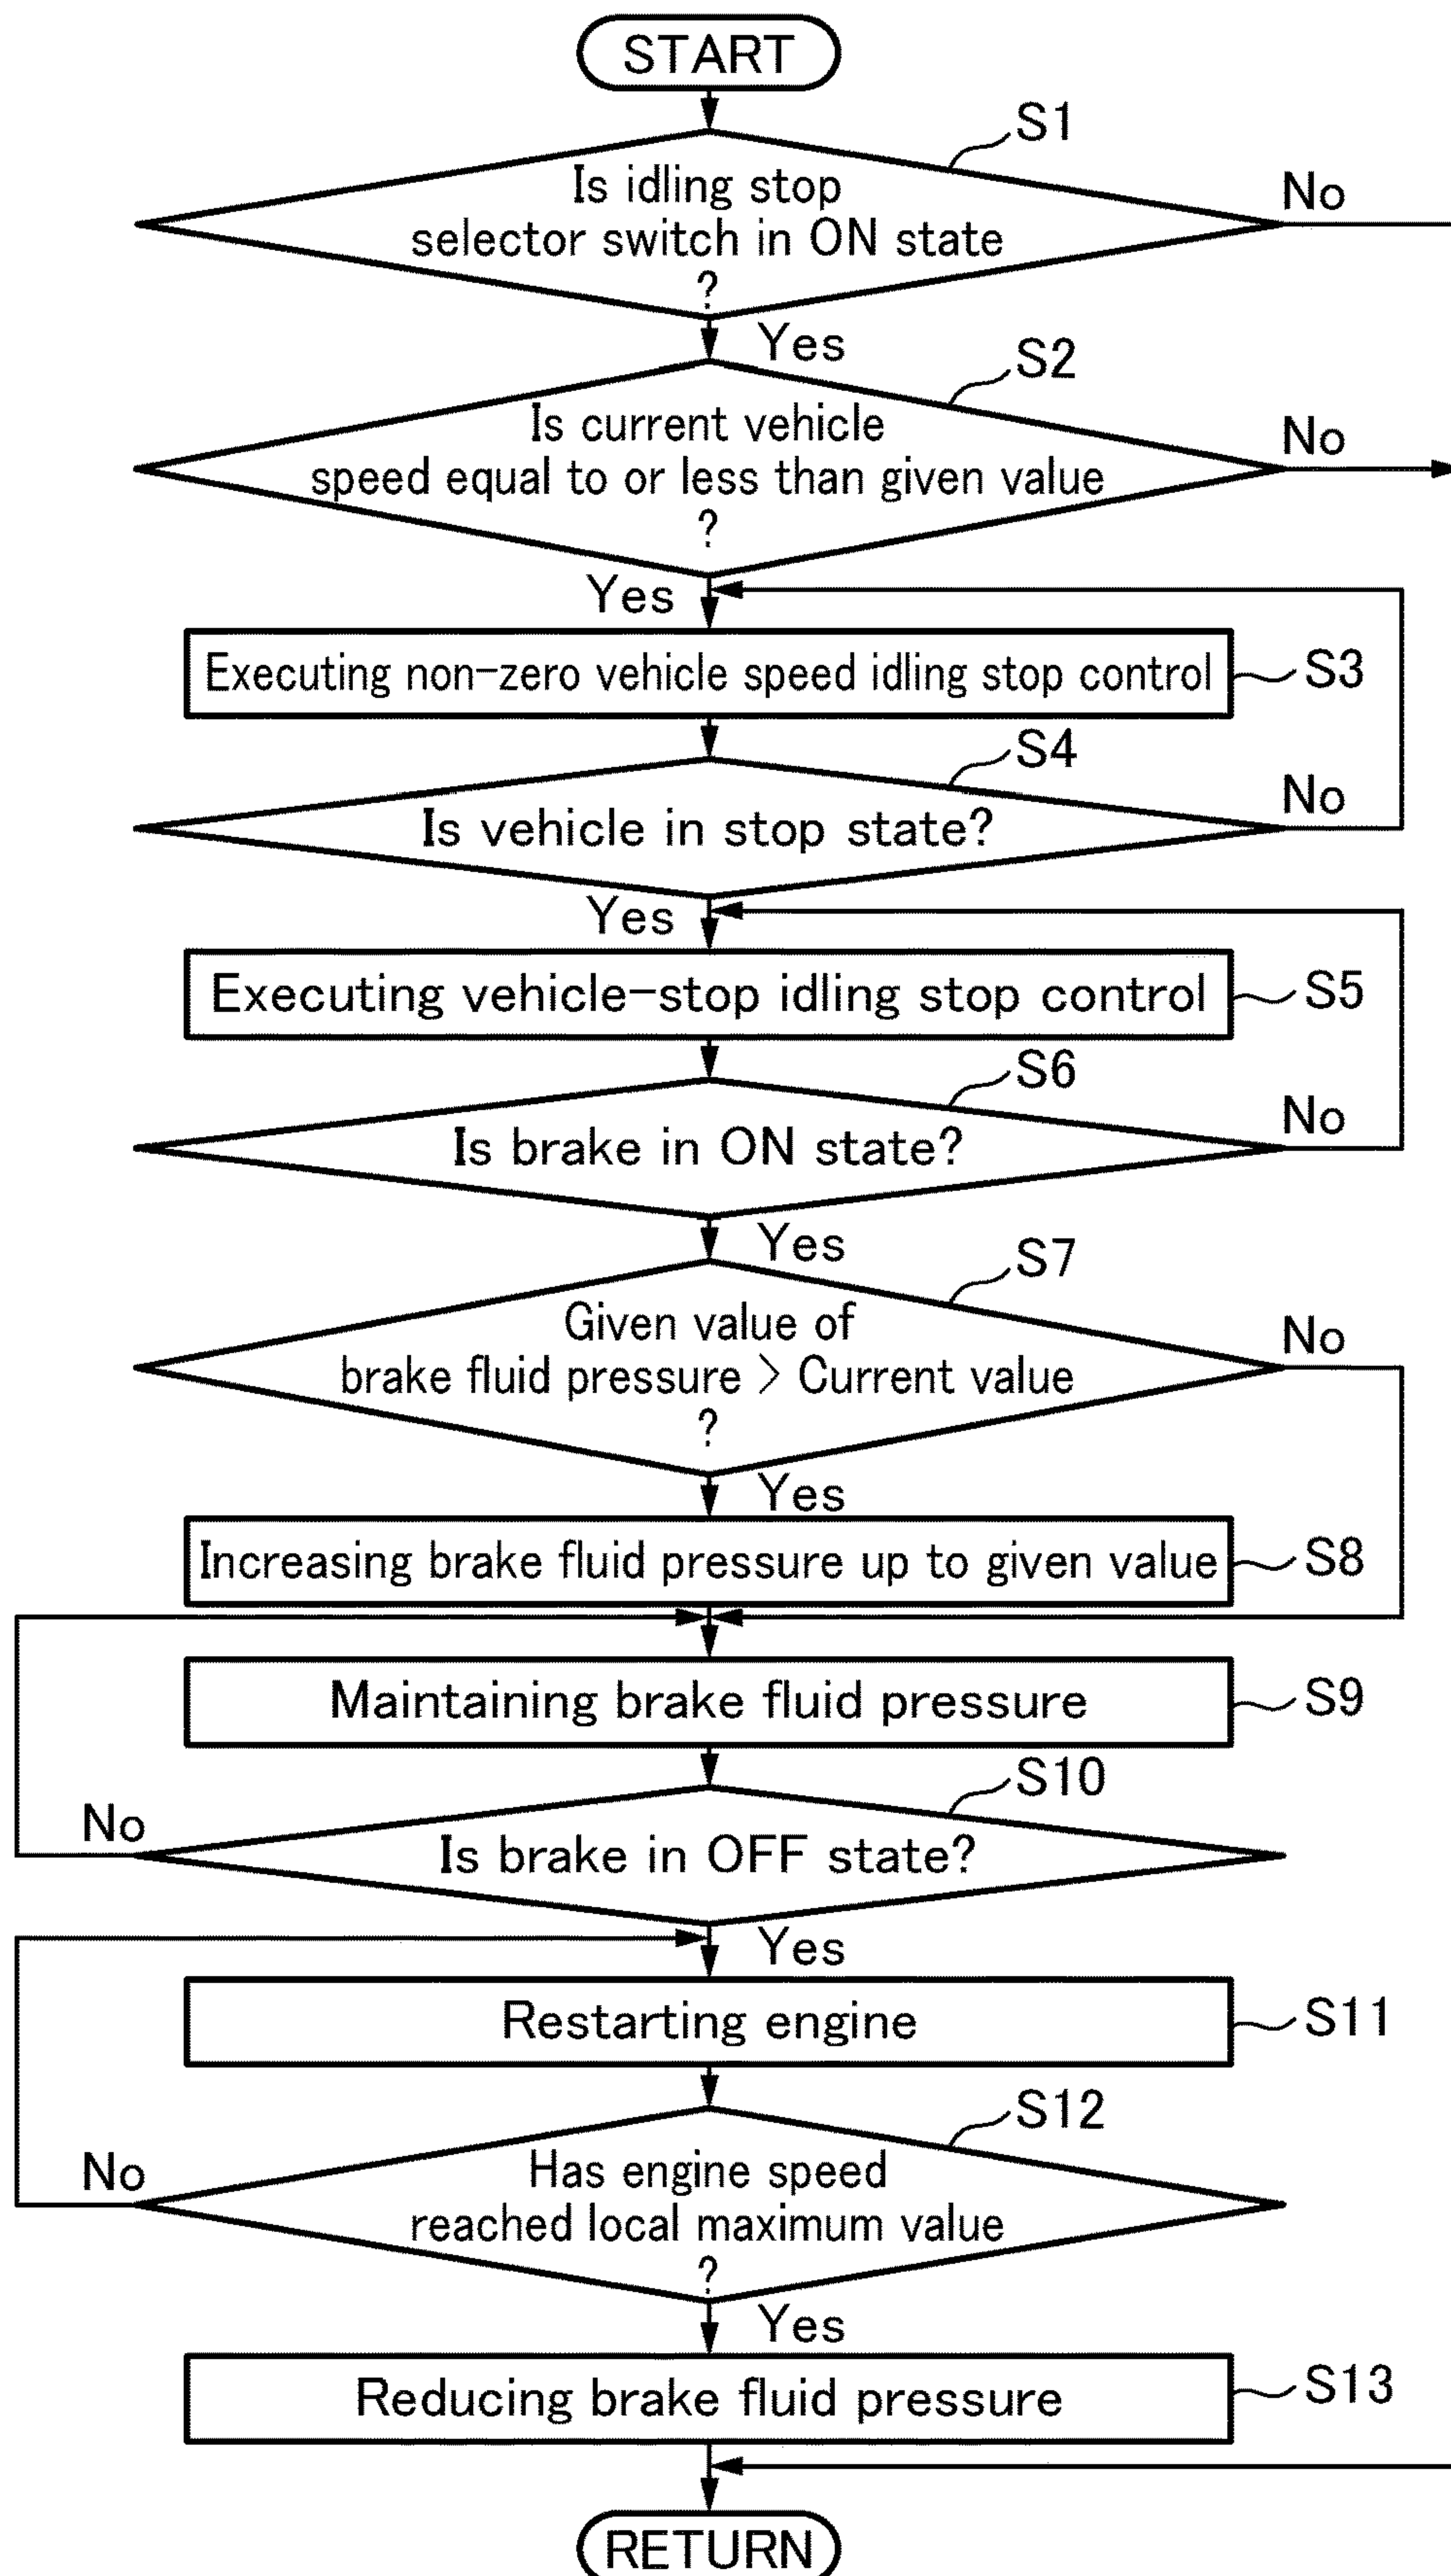 START
S1
Is idling stop
selector switch in ON state
?
No
Yes
S2
Is current vehicle
speed equal to or less than given value
?
No
Yes
Executing non-zero vehicle speed idling stop control
S3
S4
Is vehicle in stop state?
No
Yes
Executing vehicle-stop idling stop control
S5
S6
Is brake in ON state?
No
Yes
S7
Given value of
brake fluid pressure > Current value
?
No
Yes
Increasing brake fluid pressure up to given value
S8
Maintaining brake fluid pressure
S9
S10
No
Is brake in OFF state?
Yes
Restarting engine
S11
S12
No
Has engine speed
reached local maximum value
?
Yes
Reducing brake fluid pressure
S13
RETURN